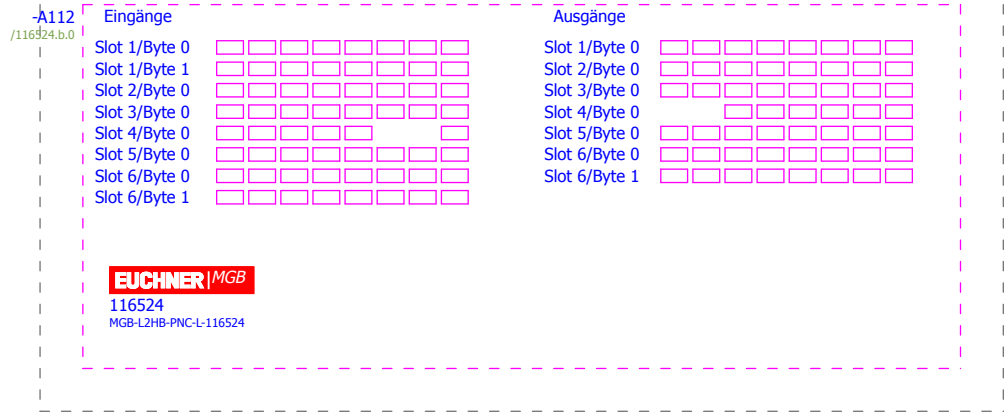 -A112
/116524.b.0
Eingänge
Slot 1/Byte 0
Slot 1/Byte 1
Slot 2/Byte 0
Slot 3/Byte 0
Slot 4/Byte 0
Slot 5/Byte 0
Slot 6/Byte 0
Slot 6/Byte 1
Ausgänge
Slot 1/Byte 0
Slot 2/Byte 0
Slot 3/Byte 0
Slot 4/Byte 0
Slot 5/Byte 0
Slot 6/Byte 0
Slot 6/Byte 1
EUCHNER|MGB
116524
MGB-L2HB-PNC-L-116524